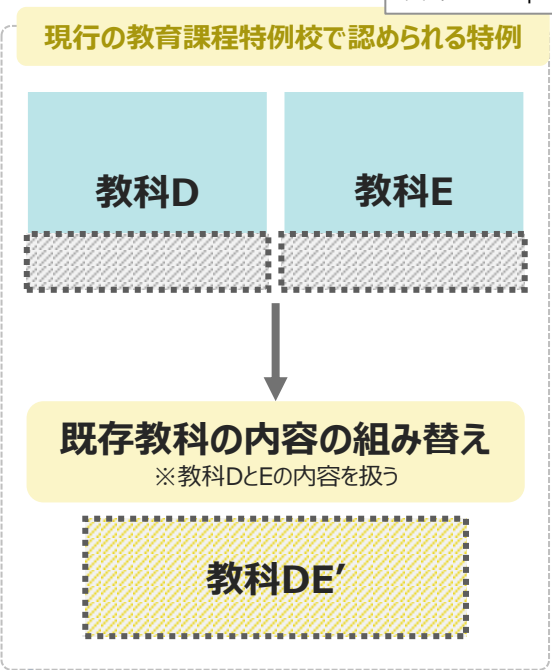 現行の教育課程特例校で認められる特例
教科D
教科E
既存教科の内容の組み替え
※教科DとEの内容を扱う
教科DE′